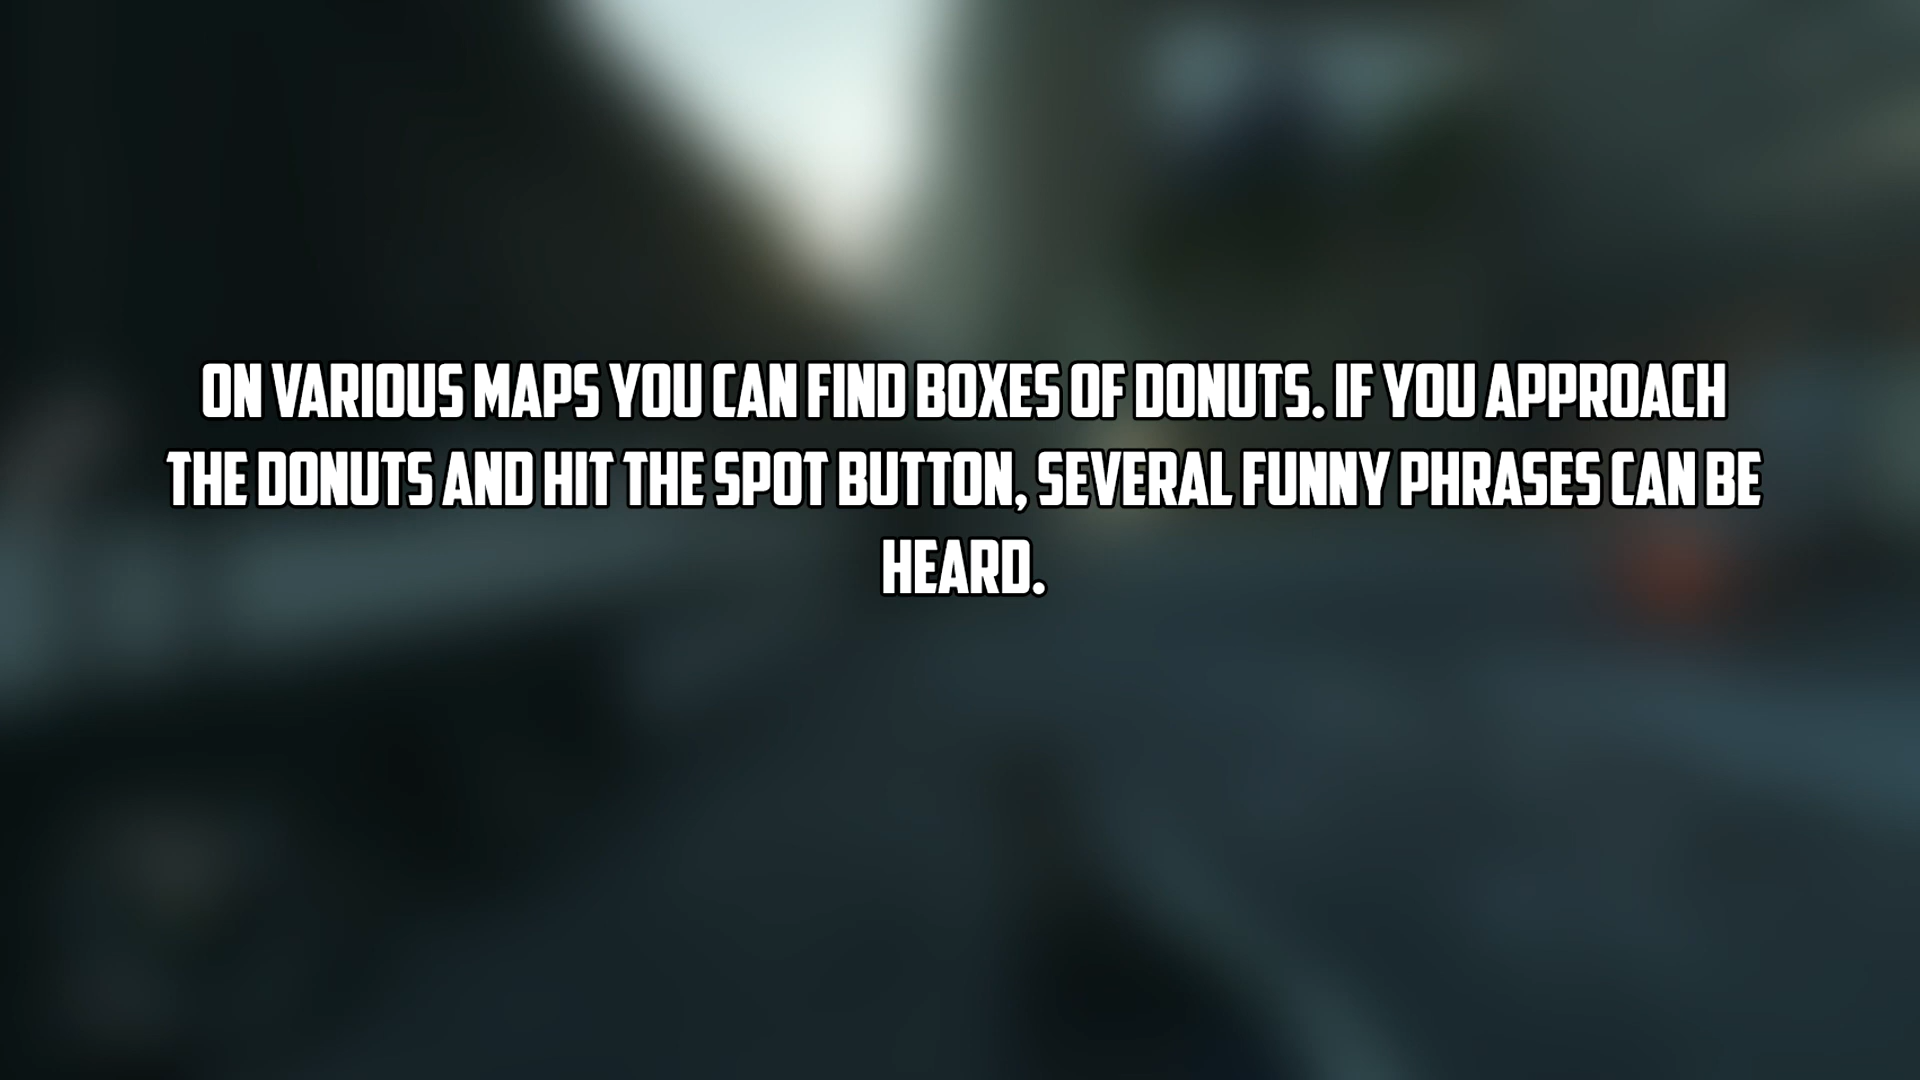 ON VARIOUS MAPS YOU CAN FIND BOXES OF DONUTS. IF YOU APPROACH
THE DONUTS AND HIT THE SPOT BUTTON, SEVERAL FUNNY PHRASES CAN BE
HEARD.